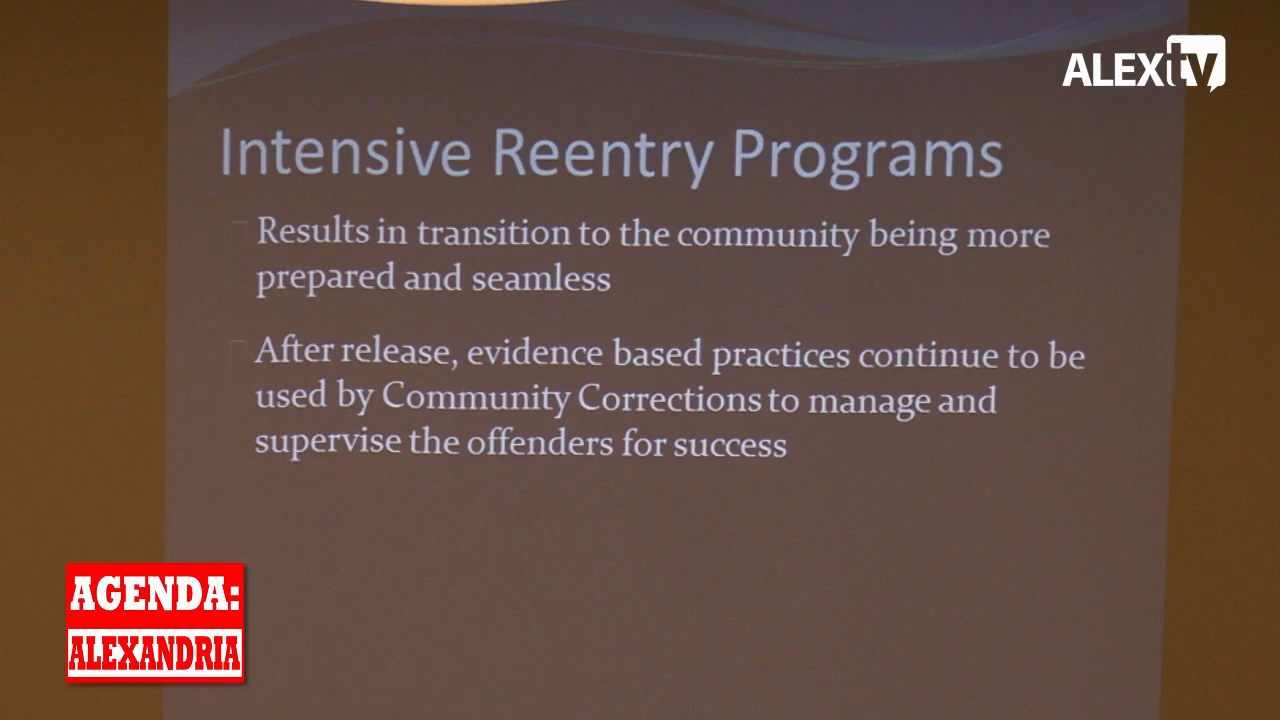 ALEXtv
Intensive Reentry Programs
Results in transition to the community being more
prepared and seamless
After release, evidence based practices continue to be
used by Community Corrections to manage and
supervise the offenders for success
AGENDA:
ALEXANDRIA